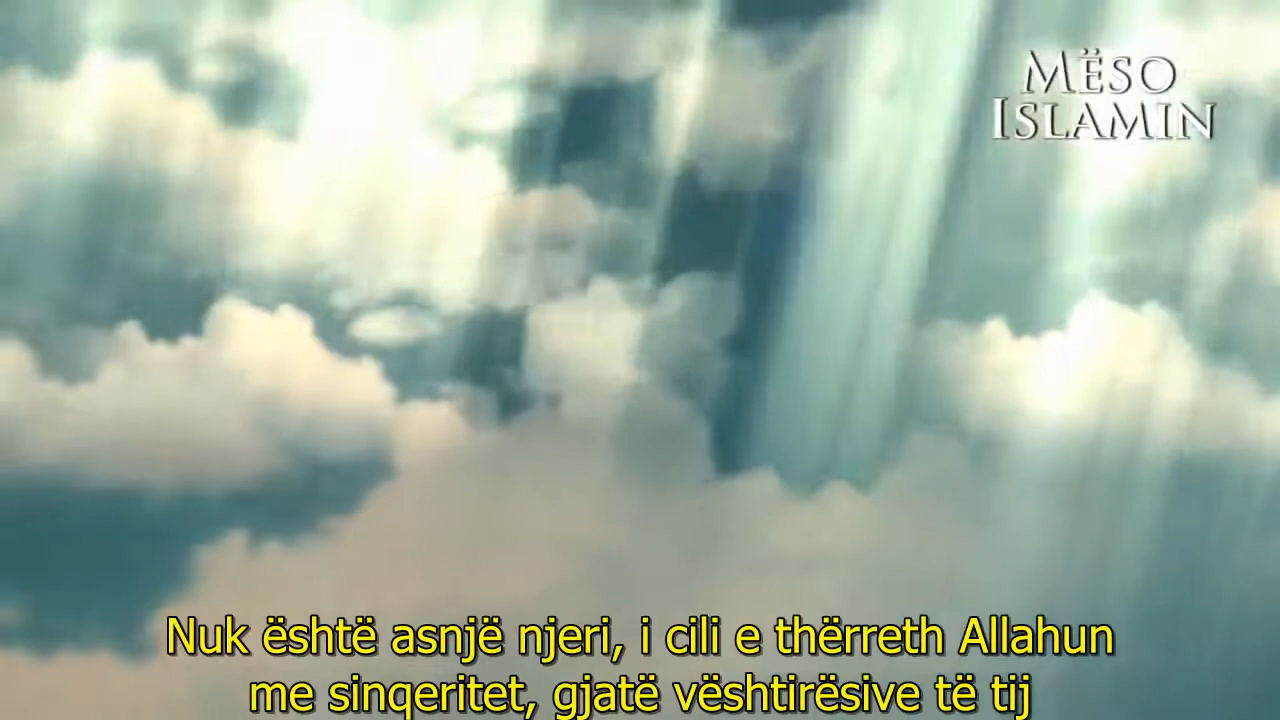 MËSO
ISLAMIN
Nuk është asnjë njeri, i cili e thërreth Allahun
me sinqeritet, gjatë vështirësive të tij